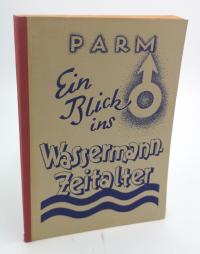 PARM
Ein
Blick
ins
Wassermann-
Zeitalter